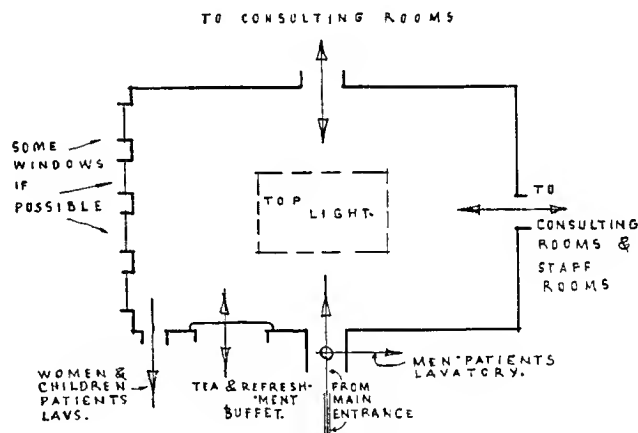 TO CONSULTING ROOMS
SOME
WINDOWS
IF
POSSIBLE
TOP
LIGHT.
TO
CONSULTING
ROOMS &
STAFF
ROOMS
WOMEN &
CHILDREN
PATIENTS
LAVS.
TEA & REFRESH-
MENT
BUFFET.
FROM
MAIN
ENTRANCE
MEN PATIENTS
LAVATORY.